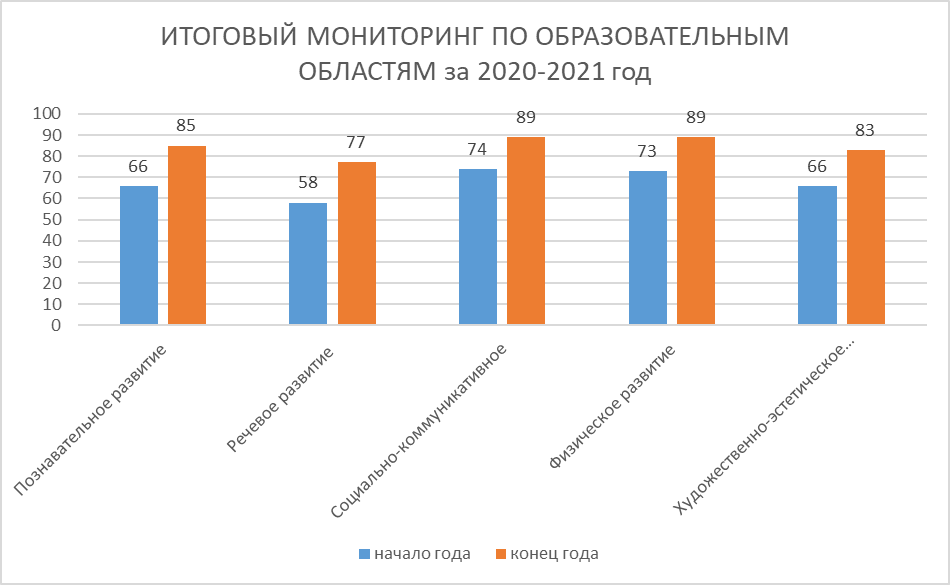 ИТОГОВЫЙ МОНИТОРИНГ ПО ОБРАЗОВАТЕЛЬНЫМ
ОБЛАСТЯМ за 2020-2021 год
100
90
80
70
60
50
40
30
20
10
0
66
85
58
77
74
89
73
89
66
83
Познавательное развитие
Речевое развитие
Социально-коммуникативное
Физическое развитие
Художественно-эстетическое...
начало года
конец года